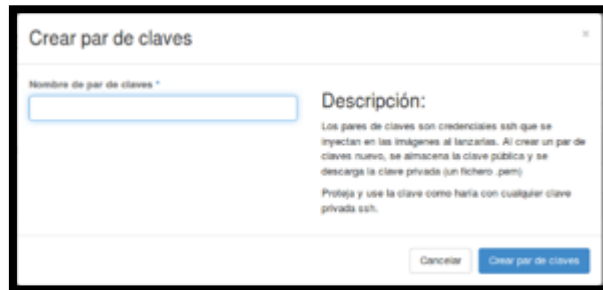 Crear par de claves
×
Nombre de par de claves *
Descripción:
Los pares de claves son credenciales ssh que se
inyectan en las imágenes al lanzarlas. Al crear un par de
claves nuevo, se almacena la clave pública y se
descarga la clave privada (un fichero .pem)
Proteja y use la clave como haría con cualquier clave
privada ssh.
Cancelar
Crear par de claves